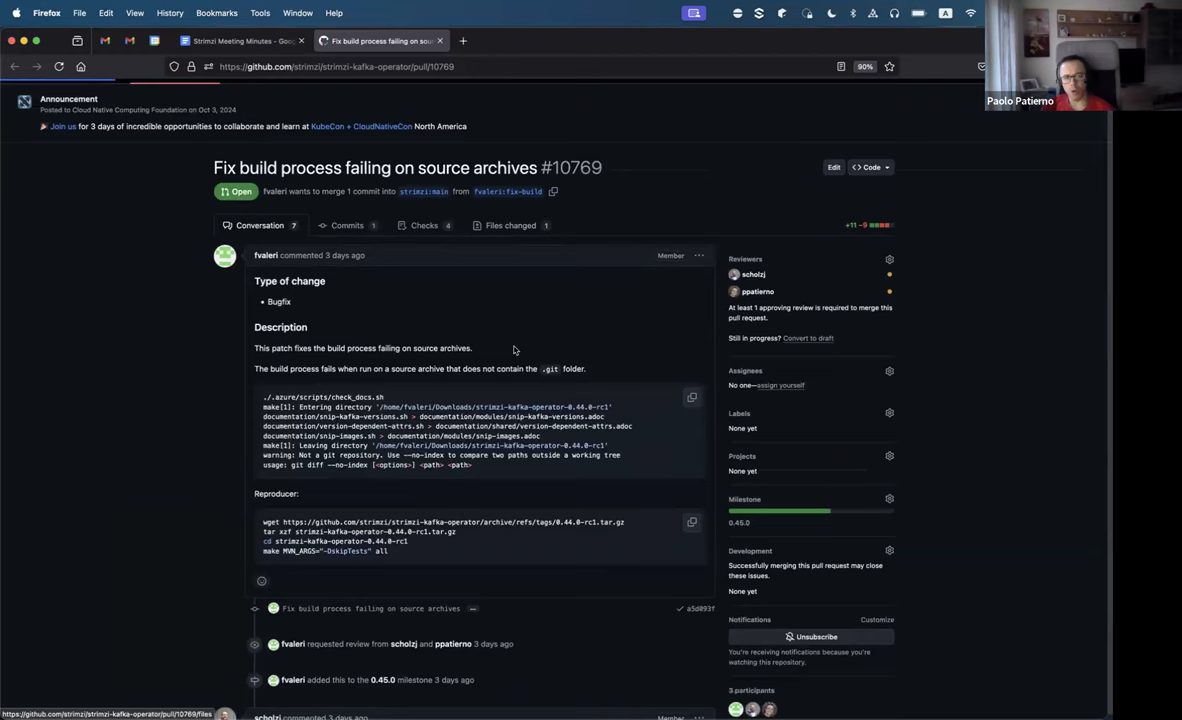 Firefox File Edit View History Bookmarks Tools Window Help
A
Strimzi Meeting Minutes - Goog
Fix build process failing on sour
https://github.com/strimzi/strimzi-kafka-operator/pull/10769
90%
Paolo Patierno
Announcement
Posted to Cloud Native Computing Foundation on Oct 3, 2024
🎉 Join us for 3 days of incredible opportunities to collaborate and learn at KubeCon + CloudNativeCon North America
Fix build process failing on source archives #10769
Edit
<> Code
Open
fvaleri wants to merge 1 commit into strimzi:main from fvaleri:fix-build
Conversation 7
Commits 1
Checks 4
Files changed 1
+11 −9
fvaleri commented 3 days ago
Member
Type of change
• Bugfix
Description
This patch fixes the build process failing on source archives.
The build process fails when run on a source archive that does not contain the .git folder.
./.azure/scripts/check_docs.sh
make[1]: Entering directory '/home/fvaleri/Downloads/strimzi-kafka-operator-0.44.0-rc1'
documentation/snip-kafka-versions.sh > documentation/modules/snip-kafka-versions.adoc
documentation/version-dependent-attrs.sh > documentation/shared/version-dependent-attrs.adoc
documentation/snip-images.sh > documentation/modules/snip-images.adoc
make[1]: Leaving directory '/home/fvaleri/Downloads/strimzi-kafka-operator-0.44.0-rc1'
warning: Not a git repository. Use --no-index to compare two paths outside a working tree
usage: git diff --no-index [<options>] <path> <path>
Reproducer:
wget https://github.com/strimzi/strimzi-kafka-operator/archive/refs/tags/0.44.0-rc1.tar.gz
tar xzf strimzi-kafka-operator-0.44.0-rc1.tar.gz
cd strimzi-kafka-operator-0.44.0-rc1
make MVN_ARGS="-DskipTests" all
Fix build process failing on source archives
a5d093f
fvaleri requested review from scholzj and ppatierno 3 days ago
fvaleri added this to the 0.45.0 milestone 3 days ago
scholzj commented 3 days ago
Member
Reviewers
scholzj
ppatierno
At least 1 approving review is required to merge this
pull request.
Still in progress? Convert to draft
Assignees
No one—assign yourself
Labels
None yet
Projects
None yet
Milestone
0.45.0
Development
Successfully merging this pull request may close
these issues.
None yet
Notifications
Customize
Unsubscribe
You're receiving notifications because you're
watching this repository.
3 participants
https://github.com/strimzi/strimzi-kafka-operator/pull/10769/files